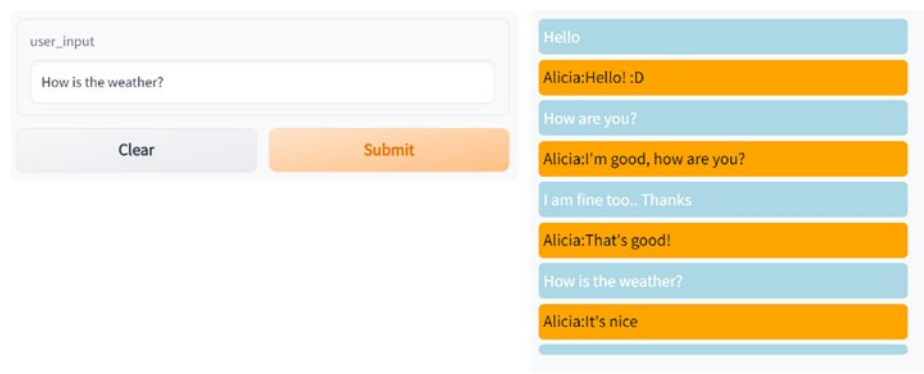 user_input
How is the weather?
Clear
Submit
Hello
Alicia:Hello! :D
How are you?
Alicia:I'm good, how are you?
I am fine too.. Thanks
Alicia:That's good!
How is the weather?
Alicia:It's nice